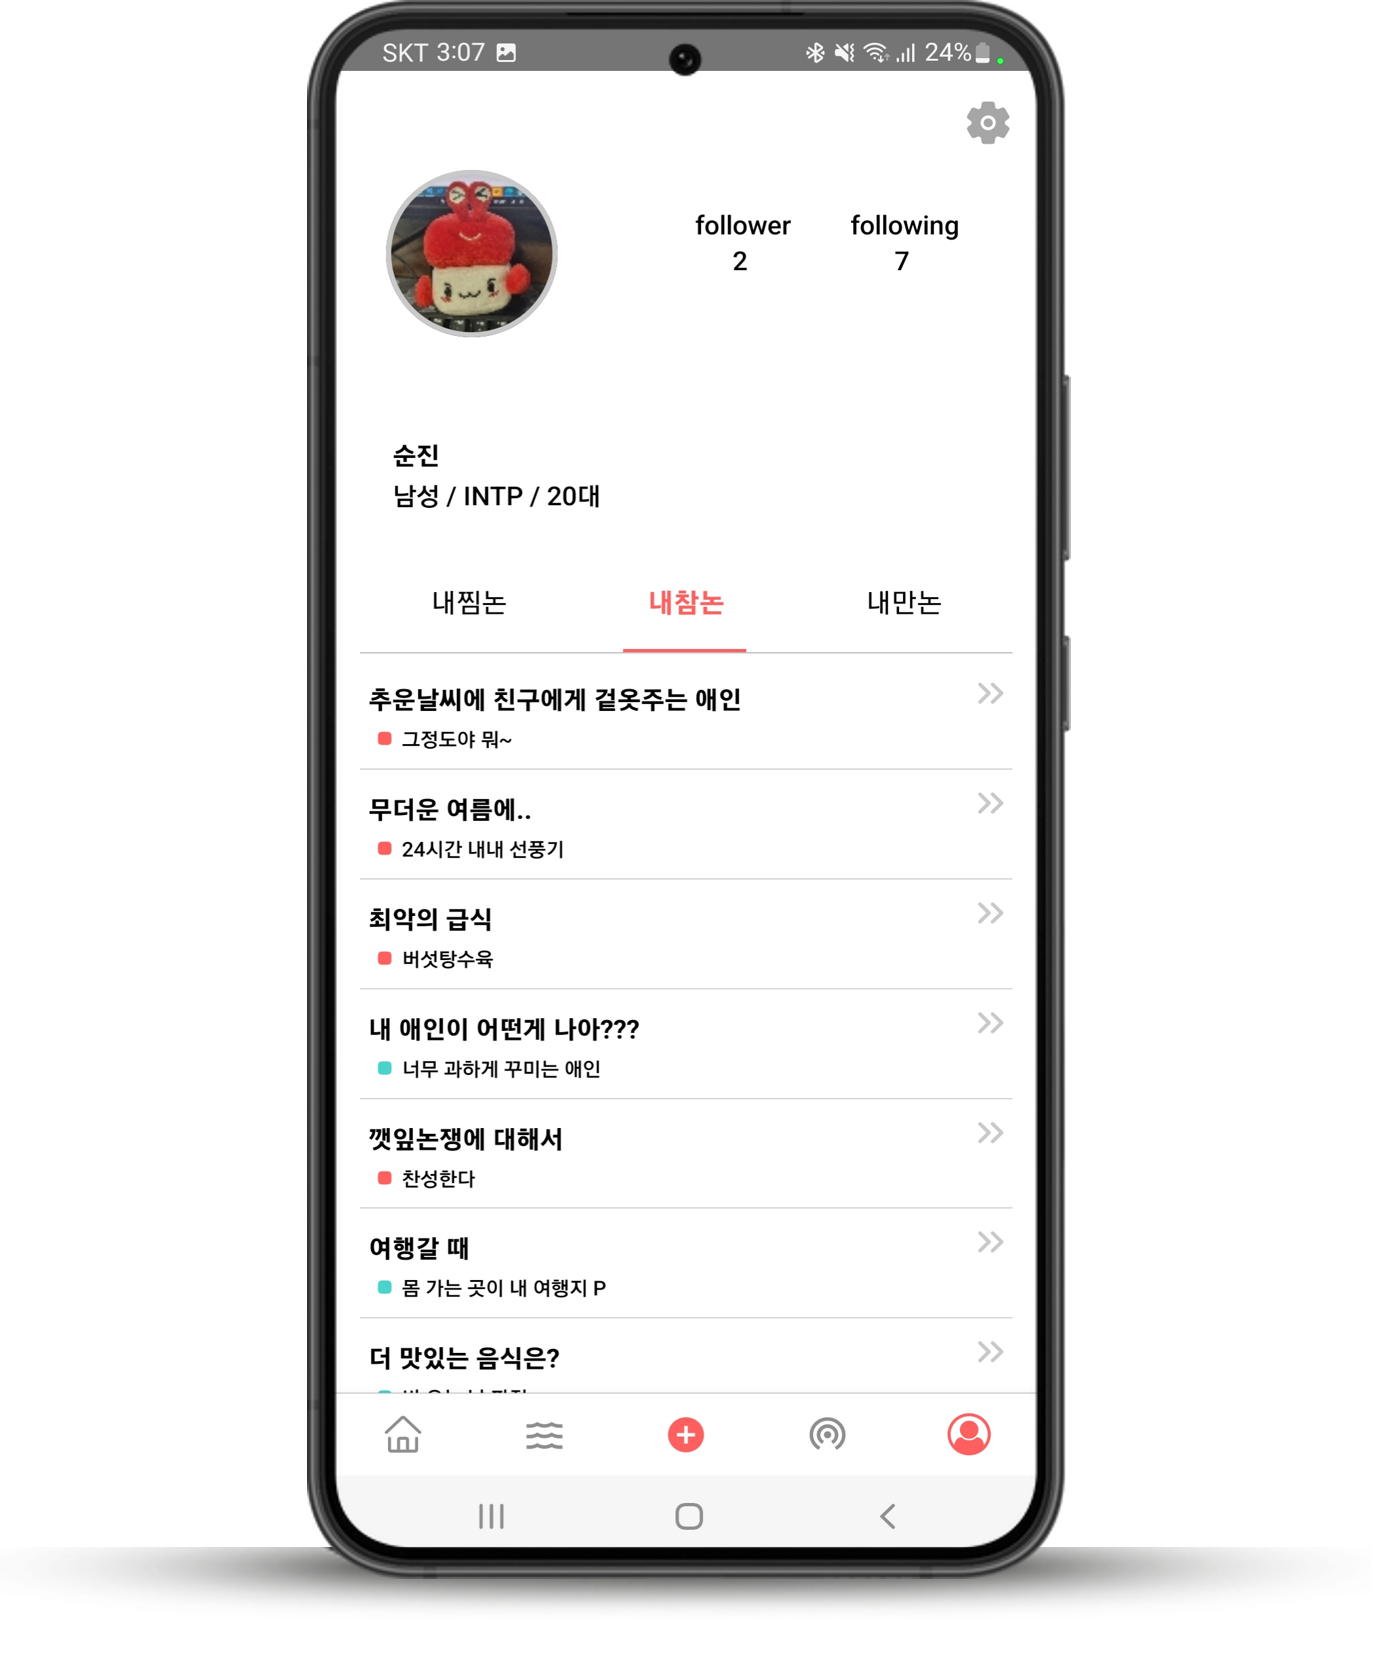 SKT 3:07 24%
follower following
2 7
순진
남성 / INTP / 20대
내찜논 내참논 내만논
추운날씨에 친구에게 겉옷주는 애인
그정도야 뭐~
무더운 여름에..
24시간 내내 선풍기
최악의 급식
버섯탕수육
내 애인이 어떤게 나아???
너무 과하게 꾸미는 애인
깻잎논쟁에 대해서
찬성한다
여행갈 때
몸 가는 곳이 내 여행지 P
더 맛있는 음식은?